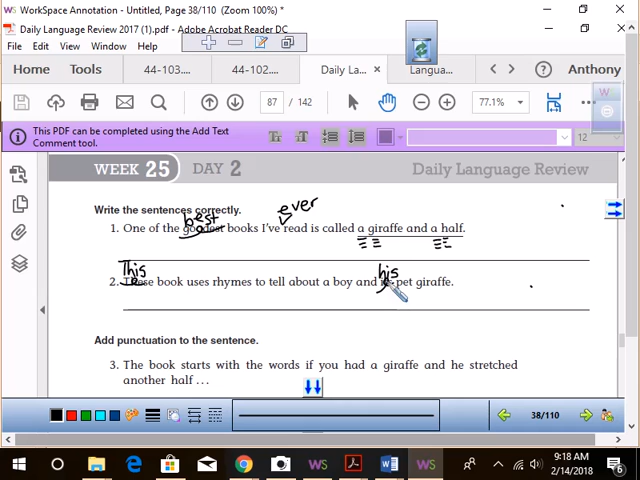 WorkSpace Annotation - Untitled, Page 38/110 (Zoom 100%) *
Daily Language Review 2017 (1).pdf - Adobe Acrobat Reader DC
File Edit View Window Help
Home Tools 44-103.... 44-102.... Daily La... × Langua... Anthony
87 / 142 77.1%
This PDF can be completed using the Add Text
Comment tool. 12
WEEK 25 DAY 2 Daily Language Review
Write the sentences correctly.
best ever
1. One of the goodest books I've read is called a giraffe and a half.
This his
2. These book uses rhymes to tell about a boy and pet giraffe.
Add punctuation to the sentence.
3. The book starts with the words if you had a giraffe and he stretched
another half ...
38/110
9:18 AM
2/14/2018
6